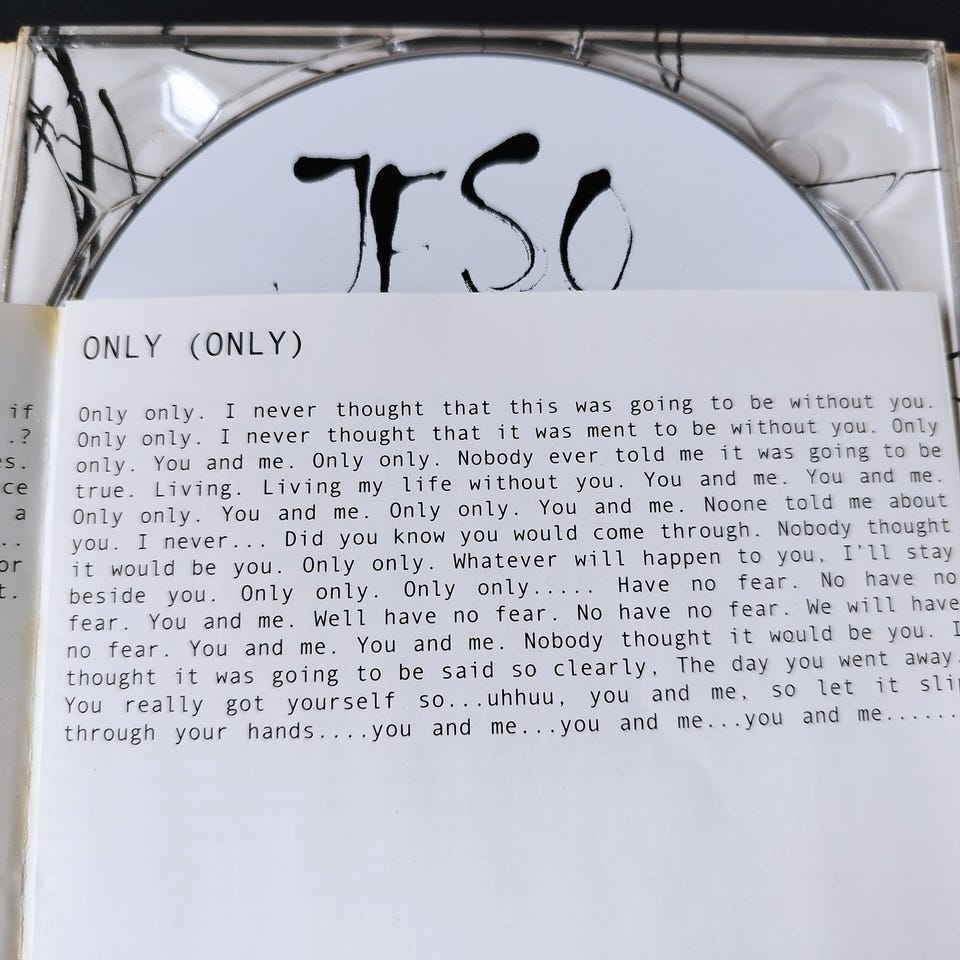 JESO
ONLY (ONLY)
Only only. I never thought that this was going to be without you.
Only only. I never thought that it was ment to be without you. Only
only. You and me. Only only. Nobody ever told me it was going to be
true. Living. Living my life without you. You and me. You and me.
Only only. You and me. Only only. You and me. Noone told me about
you. I never... Did you know you would come through. Nobody thought
it would be you. Only only. Whatever will happen to you, I'll stay
beside you. Only only. Only only..... Have no fear. No have no
fear. You and me. Well have no fear. No have no fear. We will have
no fear. You and me. You and me. Nobody thought it would be you. I
thought it was going to be said so clearly, The day you went away.
You really got yourself so...uhhuu, you and me, so let it slip
through your hands....you and me...you and me...you and me.......
if
.?
es.
ce
a
..
or
t.